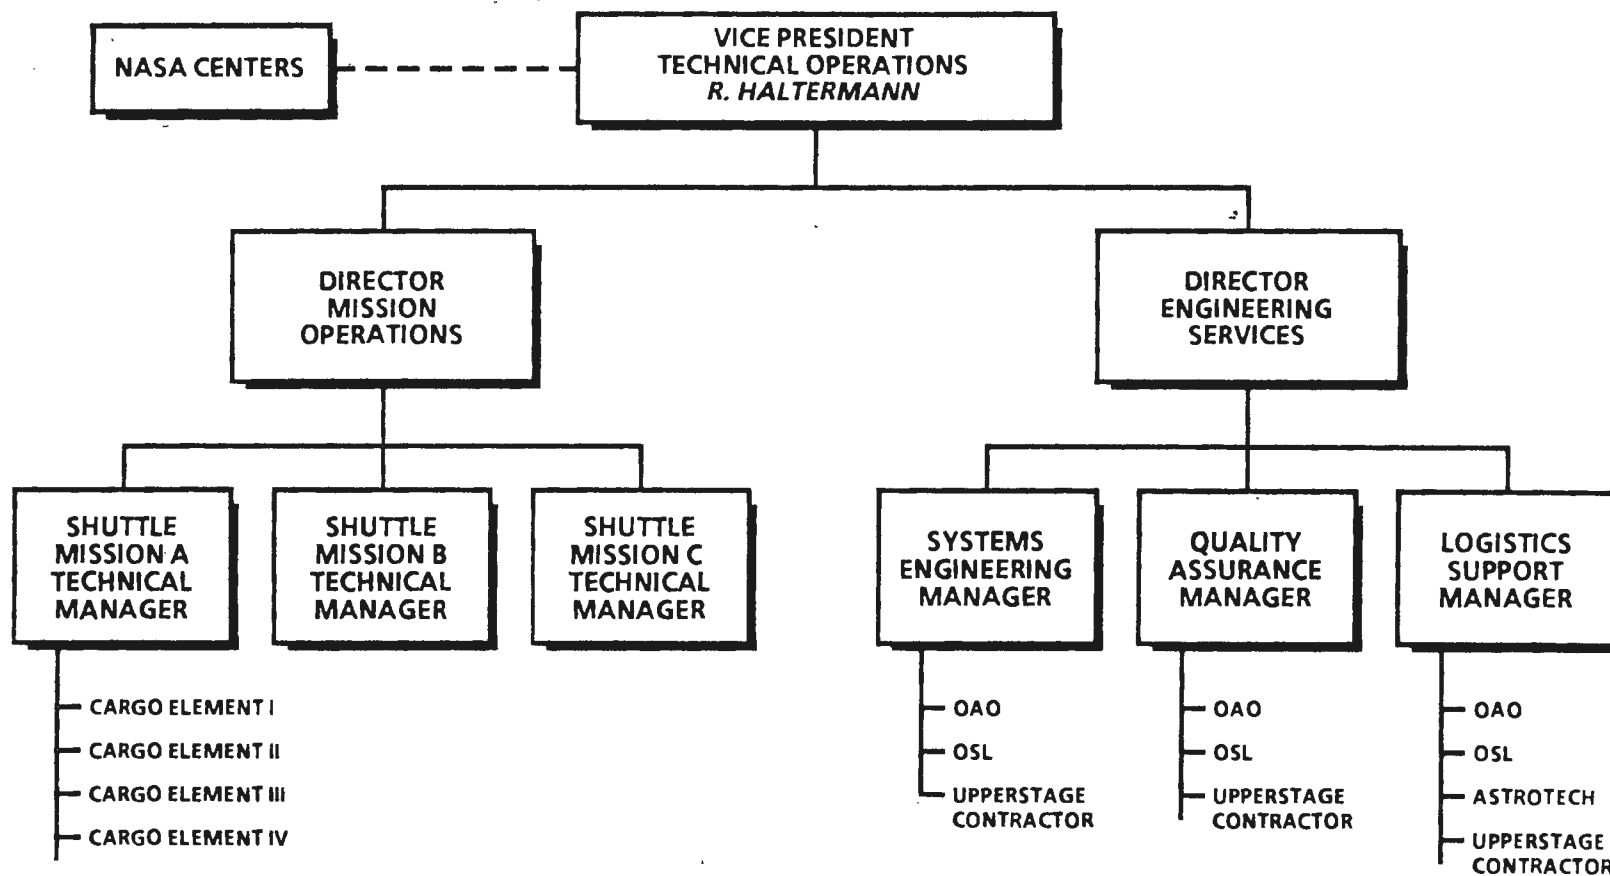 NASA CENTERS
VICE PRESIDENT
TECHNICAL OPERATIONS
R. HALTERMANN
DIRECTOR
MISSION
OPERATIONS
DIRECTOR
ENGINEERING
SERVICES
SHUTTLE
MISSION A
TECHNICAL
MANAGER
SHUTTLE
MISSION B
TECHNICAL
MANAGER
SHUTTLE
MISSION C
TECHNICAL
MANAGER
SYSTEMS
ENGINEERING
MANAGER
QUALITY
ASSURANCE
MANAGER
LOGISTICS
SUPPORT
MANAGER
CARGO ELEMENT I
CARGO ELEMENT II
CARGO ELEMENT III
CARGO ELEMENT IV
OAO
OSL
UPPERSTAGE
CONTRACTOR
OAO
OSL
UPPERSTAGE
CONTRACTOR
OAO
OSL
ASTROTECH
UPPERSTAGE
CONTRACTOR